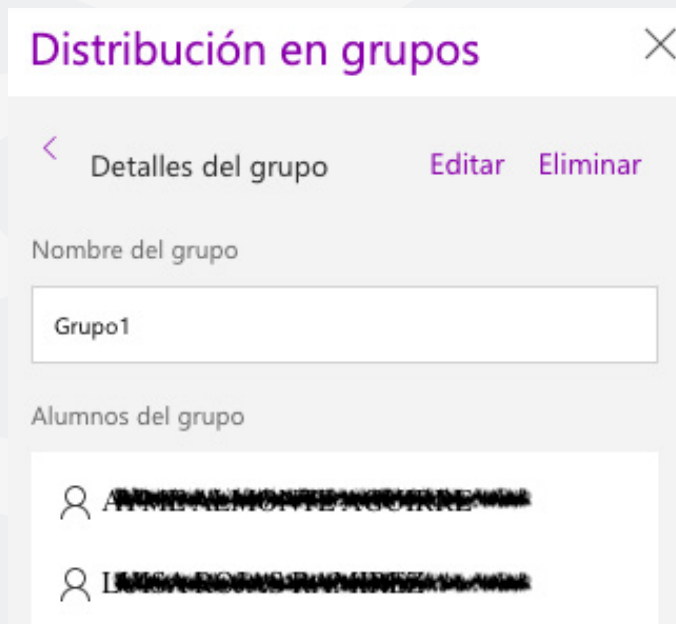 Distribución en grupos
Detalles del grupo Editar Eliminar
Nombre del grupo
Grupo1
Alumnos del grupo